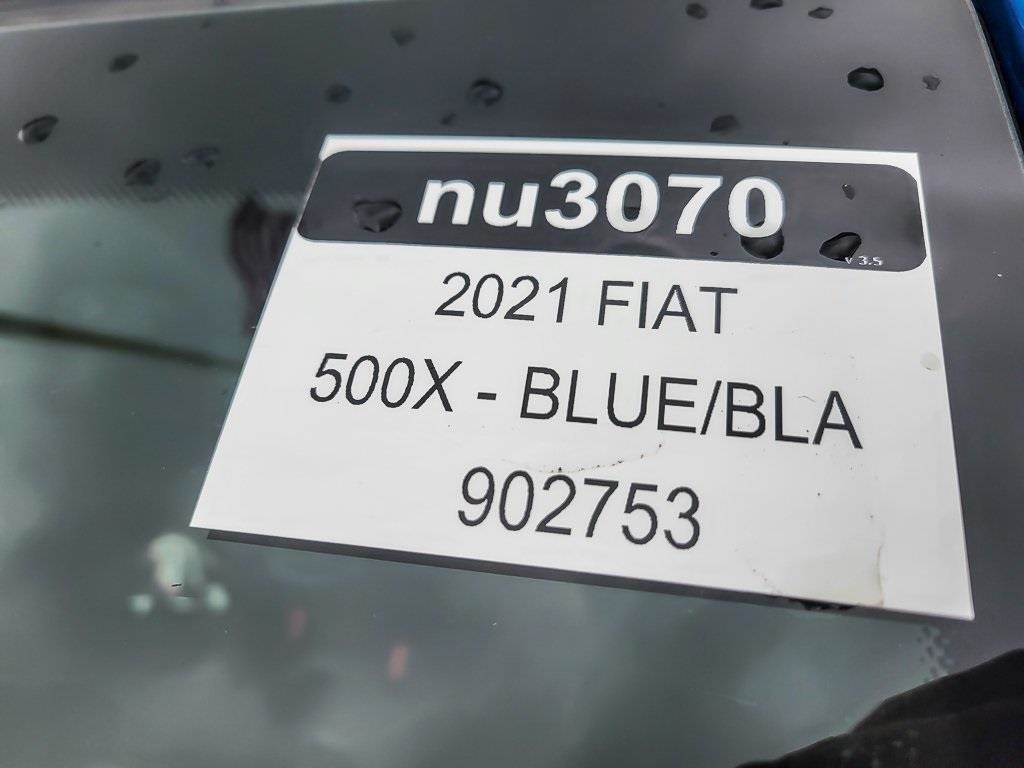 nu3070
v 3.5
2021 FIAT
500X - BLUE/BLA
902753